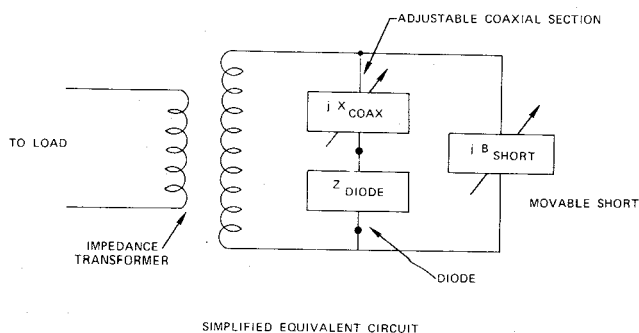 ADJUSTABLE COAXIAL SECTION
j X COAX
TO LOAD
Z DIODE
j B SHORT
MOVABLE SHORT
IMPEDANCE
TRANSFORMER
DIODE
SIMPLIFIED EQUIVALENT CIRCUIT